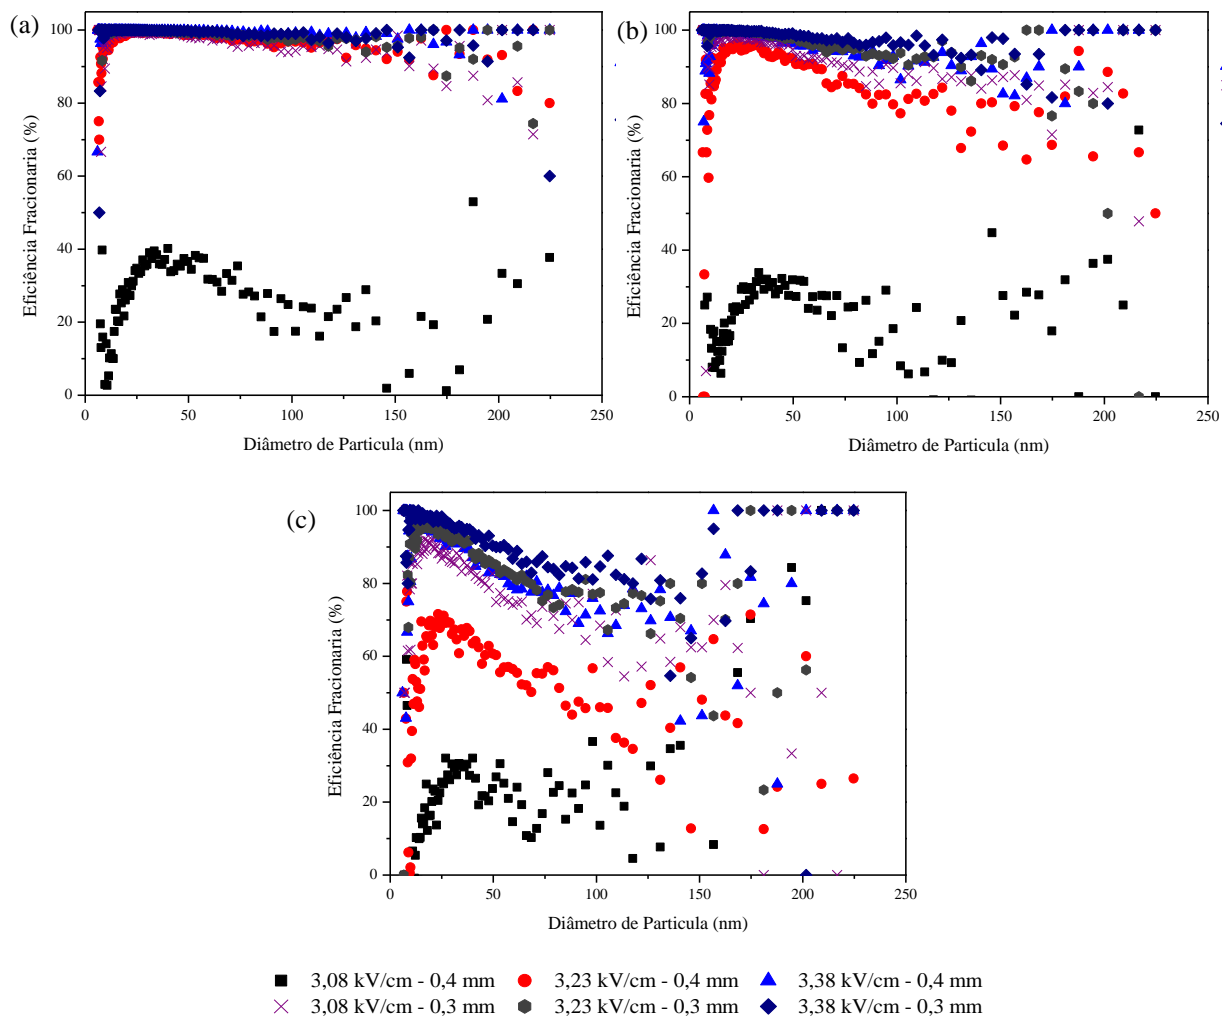 (a)
Eficiência Fracionaria (%)
100
80
60
40
20
0
0 50 100 150 200 250
Diâmetro de Particula (nm)
(b)
Eficiência Fracionaria (%)
100
80
60
40
20
0
0 50 100 150 200 250
Diâmetro de Particula (nm)
(c)
Eficiência Fracionaria (%)
100
80
60
40
20
0
0 50 100 150 200 250
Diâmetro de Particula (nm)
3,08 kV/cm - 0,4 mm 3,23 kV/cm - 0,4 mm 3,38 kV/cm - 0,4 mm
3,08 kV/cm - 0,3 mm 3,23 kV/cm - 0,3 mm 3,38 kV/cm - 0,3 mm